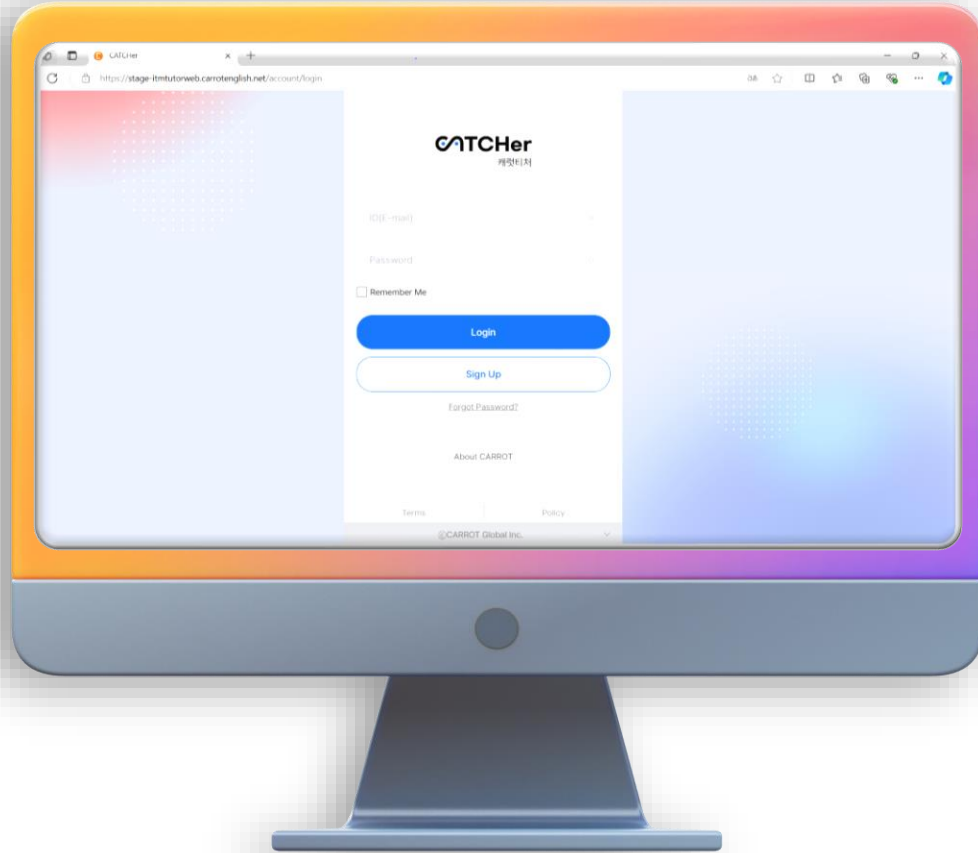 CATCHer
https://stage-itmtutorweb.carrotenglish.net/account/login
CATCHer
캐럿티처
ID(E-mail)
Password
Remember Me
Login
Sign Up
Forgot Password?
About CARROT
Terms
Policy
©CARROT Global Inc.